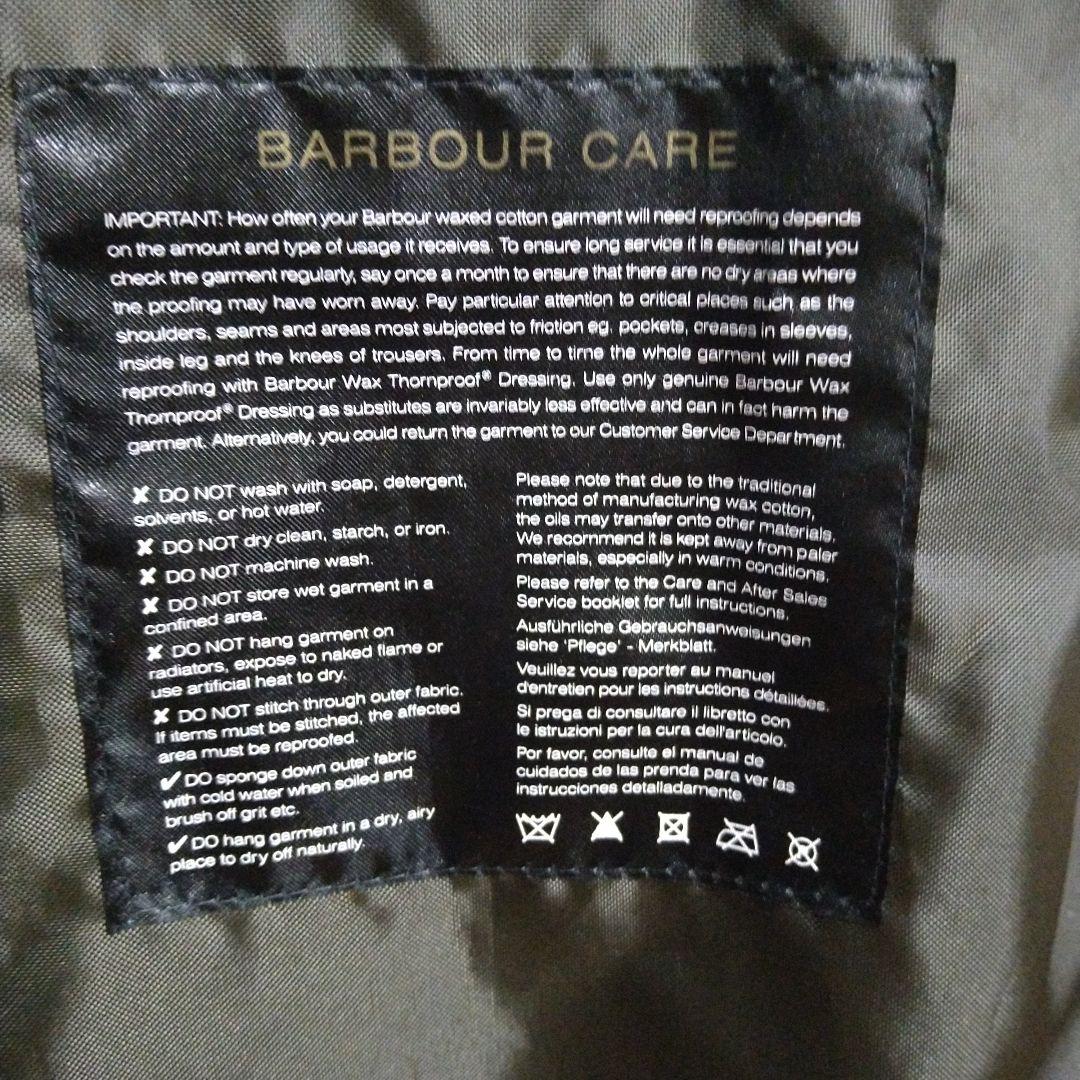 BARBOUR CARE
IMPORTANT: How often your Barbour waxed cotton garment will need reproofing depends
on the amount and type of usage it receives. To ensure long service it is essential that you
check the garment regularly, say once a month to ensure that there are no dry areas where
the proofing may have worn away. Pay particular attention to critical places such as the
shoulders, seams and areas most subjected to friction eg. pockets, creases in sleeves,
inside leg and the knees of trousers. From time to time the whole garment will need
reproofing with Barbour Wax Thornproof® Dressing. Use only genuine Barbour Wax
Thornproof® Dressing as substitutes are invariably less effective and can in fact harm the
garment. Alternatively, you could return the garment to our Customer Service Department.
✘ DO NOT wash with soap, detergent,
solvents, or hot water.
✘ DO NOT dry clean, starch, or iron.
✘ DO NOT machine wash.
✘ DO NOT store wet garment in a
confined area.
✘ DO NOT hang garment on
radiators, expose to naked flame or
use artificial heat to dry.
✘ DO NOT stitch through outer fabric.
If items must be stitched, the affected
area must be reproofed.
✔ DO sponge down outer fabric
with cold water when soiled and
brush off grit etc.
✔ DO hang garment in a dry, airy
place to dry off naturally.
Please note that due to the traditional
method of manufacturing wax cotton,
the oils may transfer onto other materials.
We recommend it is kept away from paler
materials, especially in warm conditions.
Please refer to the Care and After Sales
Service booklet for full instructions.
Ausführliche Gebrauchsanweisungen
siehe 'Pflege' - Merkblatt.
Veuillez vous reporter au manuel
d'entretien pour les instructions détaillées.
Si prega di consultare il libretto con
le istruzioni per la cura dell'articolo.
Por favor, consulte el manual de
cuidados de las prenda para ver las
instrucciones detalladamente.